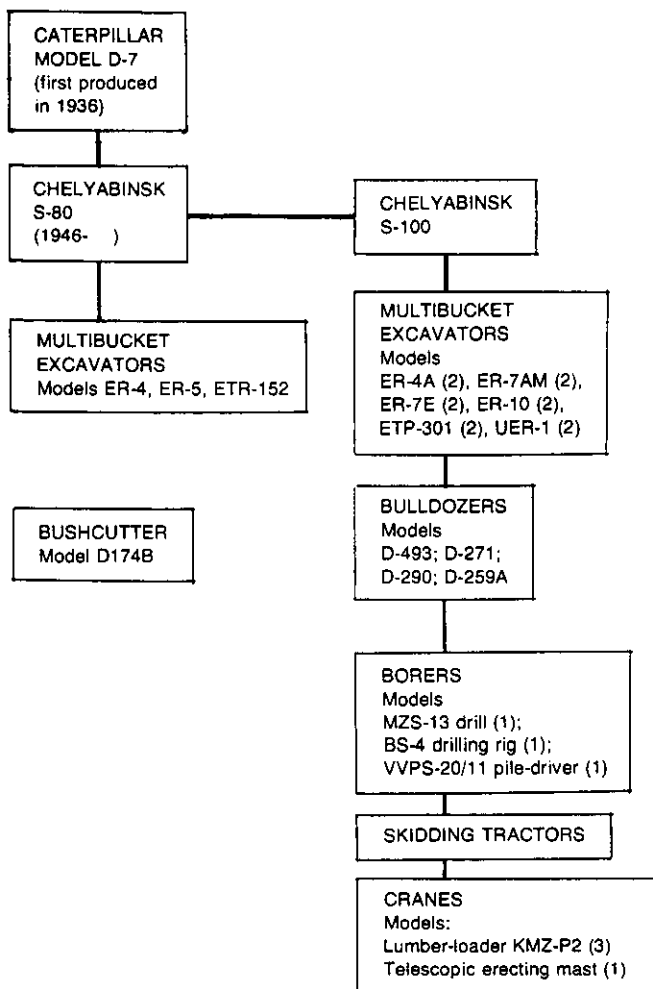 CATERPILLAR
MODEL D-7
(first produced
in 1936)
CHELYABINSK
S-80
(1946- )
CHELYABINSK
S-100
MULTIBUCKET
EXCAVATORS
Models ER-4, ER-5, ETR-152
MULTIBUCKET
EXCAVATORS
Models
ER-4A (2), ER-7AM (2),
ER-7E (2), ER-10 (2),
ETP-301 (2), UER-1 (2)
BUSHCUTTER
Model D174B
BULLDOZERS
Models
D-493; D-271;
D-290; D-259A
BORERS
Models
MZS-13 drill (1);
BS-4 drilling rig (1);
VVPS-20/11 pile-driver (1)
SKIDDING TRACTORS
CRANES
Models:
Lumber-loader KMZ-P2 (3)
Telescopic erecting mast (1)